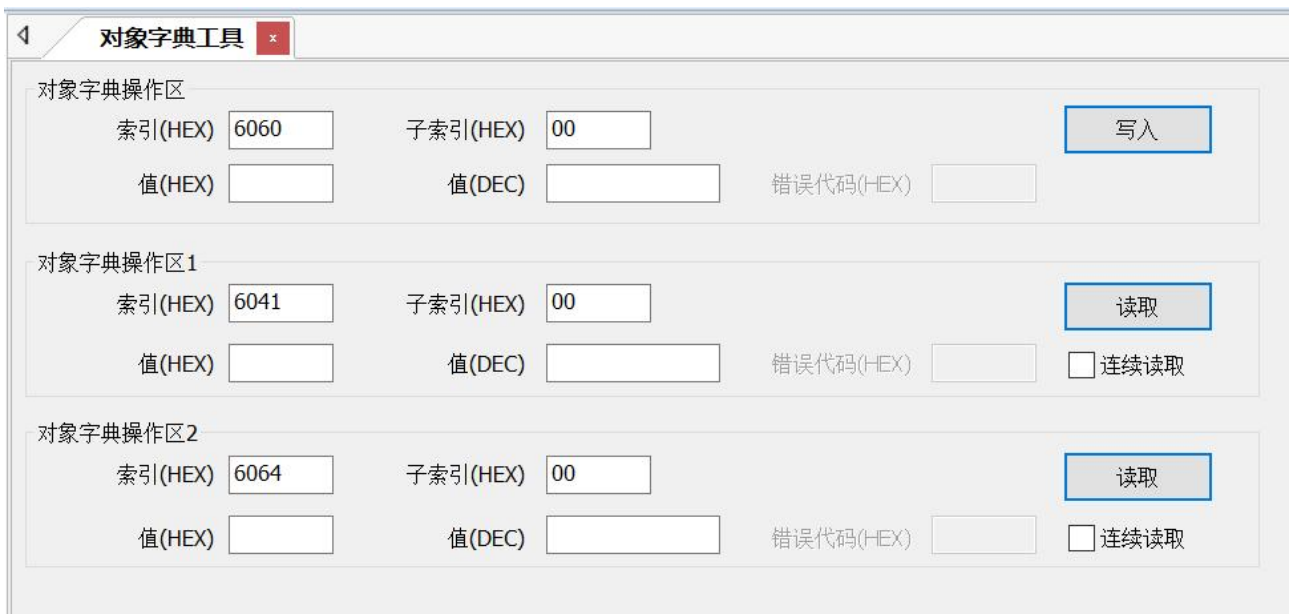 对象字典工具 x
对象字典操作区
索引(HEX) 6060 子索引(HEX) 00 写入
值(HEX) 值(DEC) 错误代码(HEX)
对象字典操作区1
索引(HEX) 6041 子索引(HEX) 00 读取
值(HEX) 值(DEC) 错误代码(HEX) 连续读取
对象字典操作区2
索引(HEX) 6064 子索引(HEX) 00 读取
值(HEX) 值(DEC) 错误代码(HEX) 连续读取